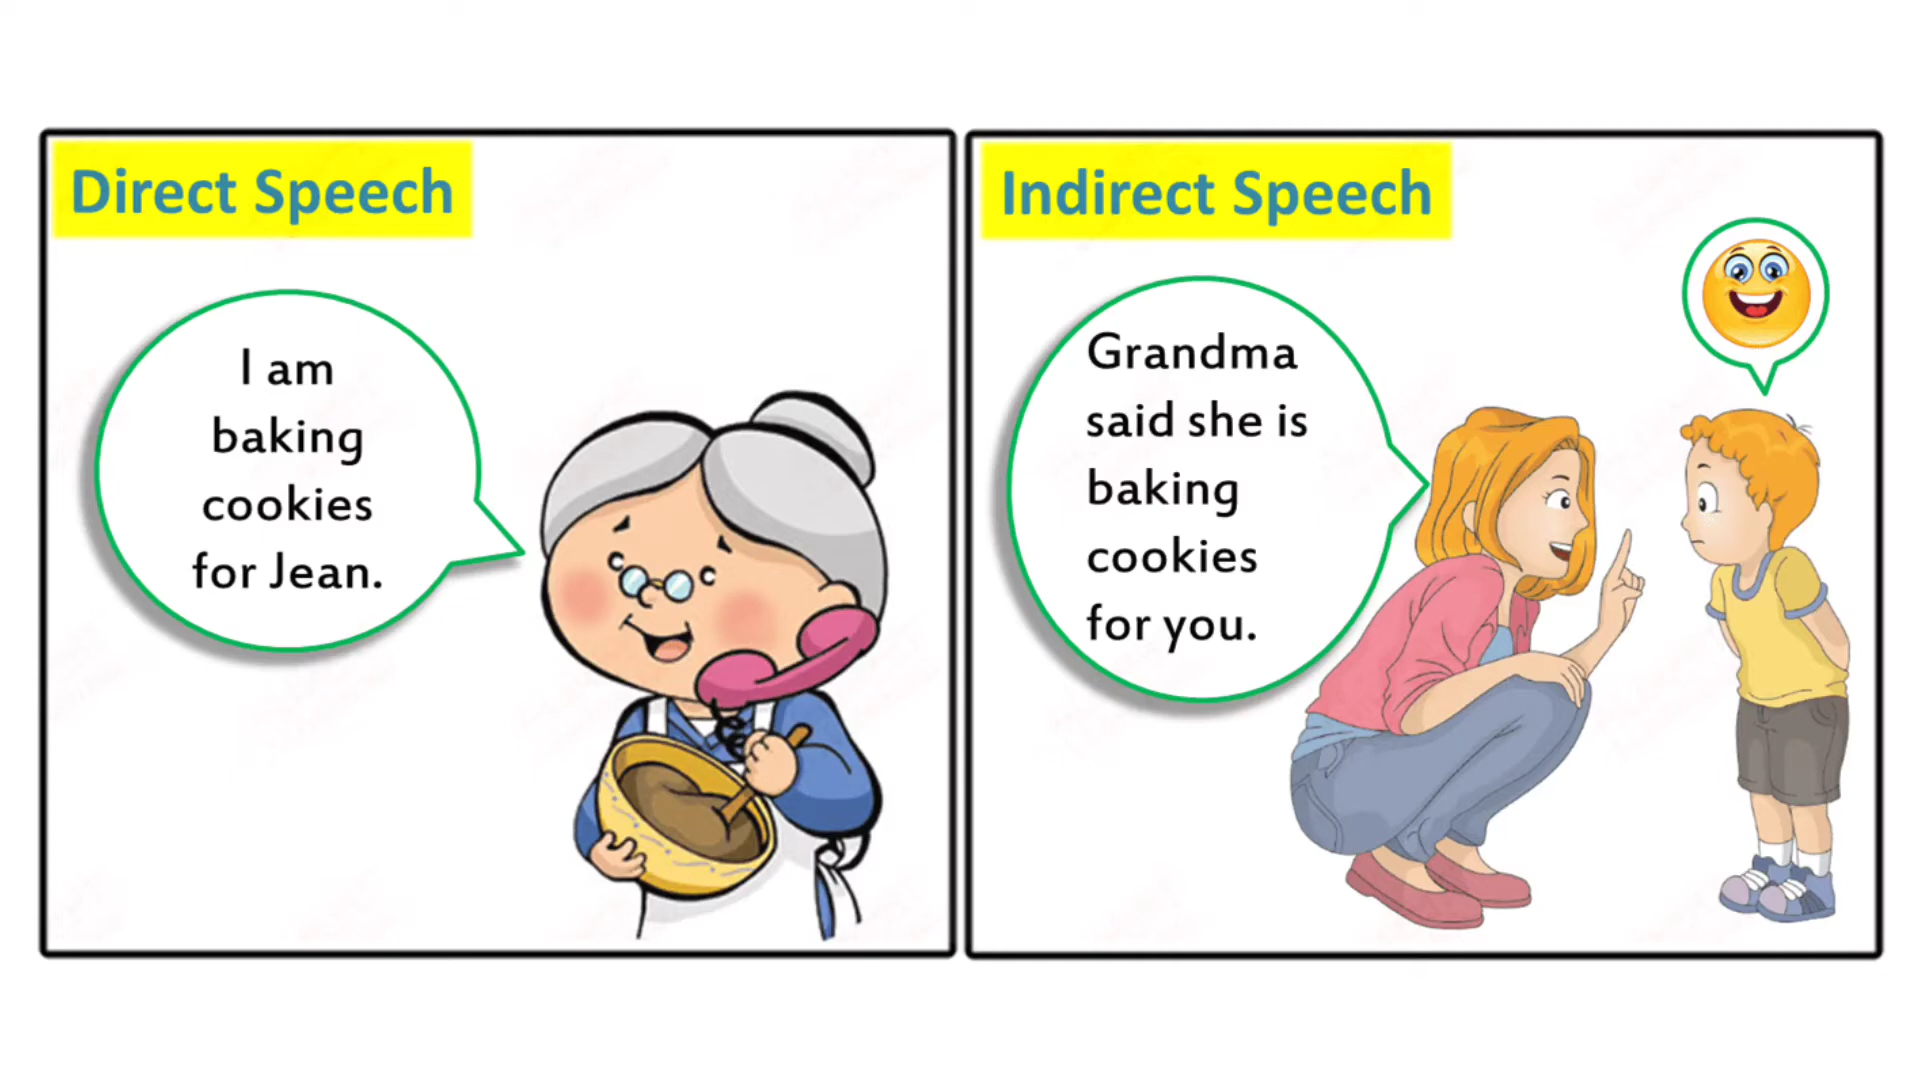 Direct Speech
I am
baking
cookies
for Jean.
Indirect Speech
Grandma
said she is
baking
cookies
for you.